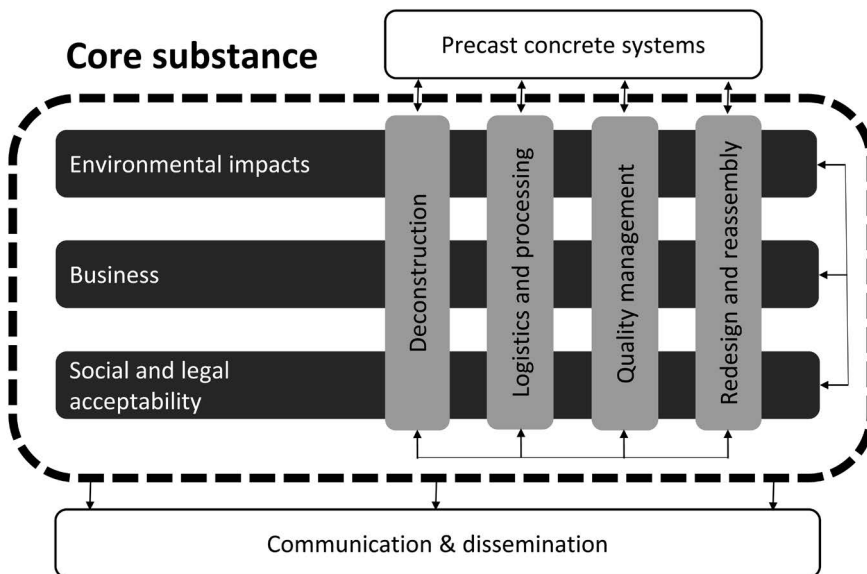 Precast concrete systems
Core substance
Environmental impacts
Business
Social and legal
acceptability
Deconstruction
Logistics and processing
Quality management
Redesign and reassembly
Communication & dissemination